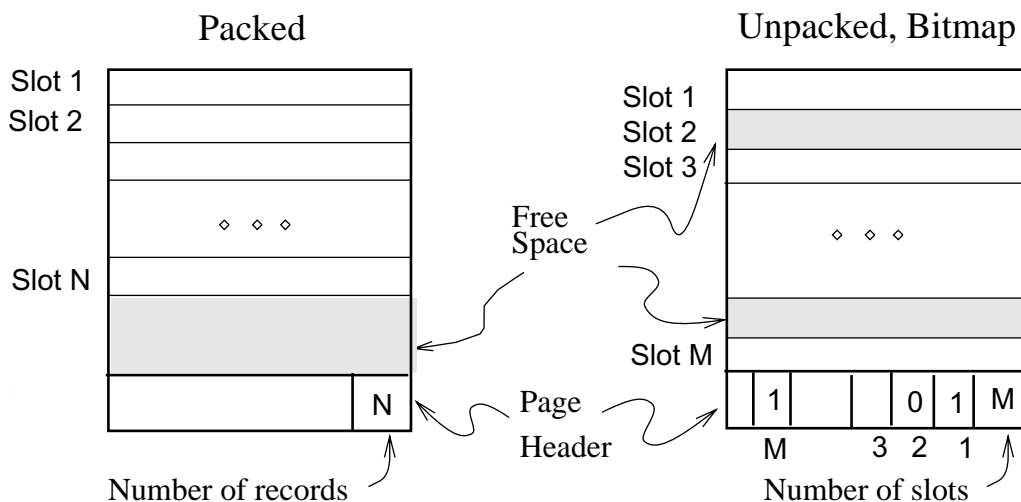 Packed
Slot 1
Slot 2
Slot N
N
Number of records
Free
Space
Page
Header
Unpacked, Bitmap
Slot 1
Slot 2
Slot 3
Slot M
1 0 1 M
M 3 2 1
Number of slots